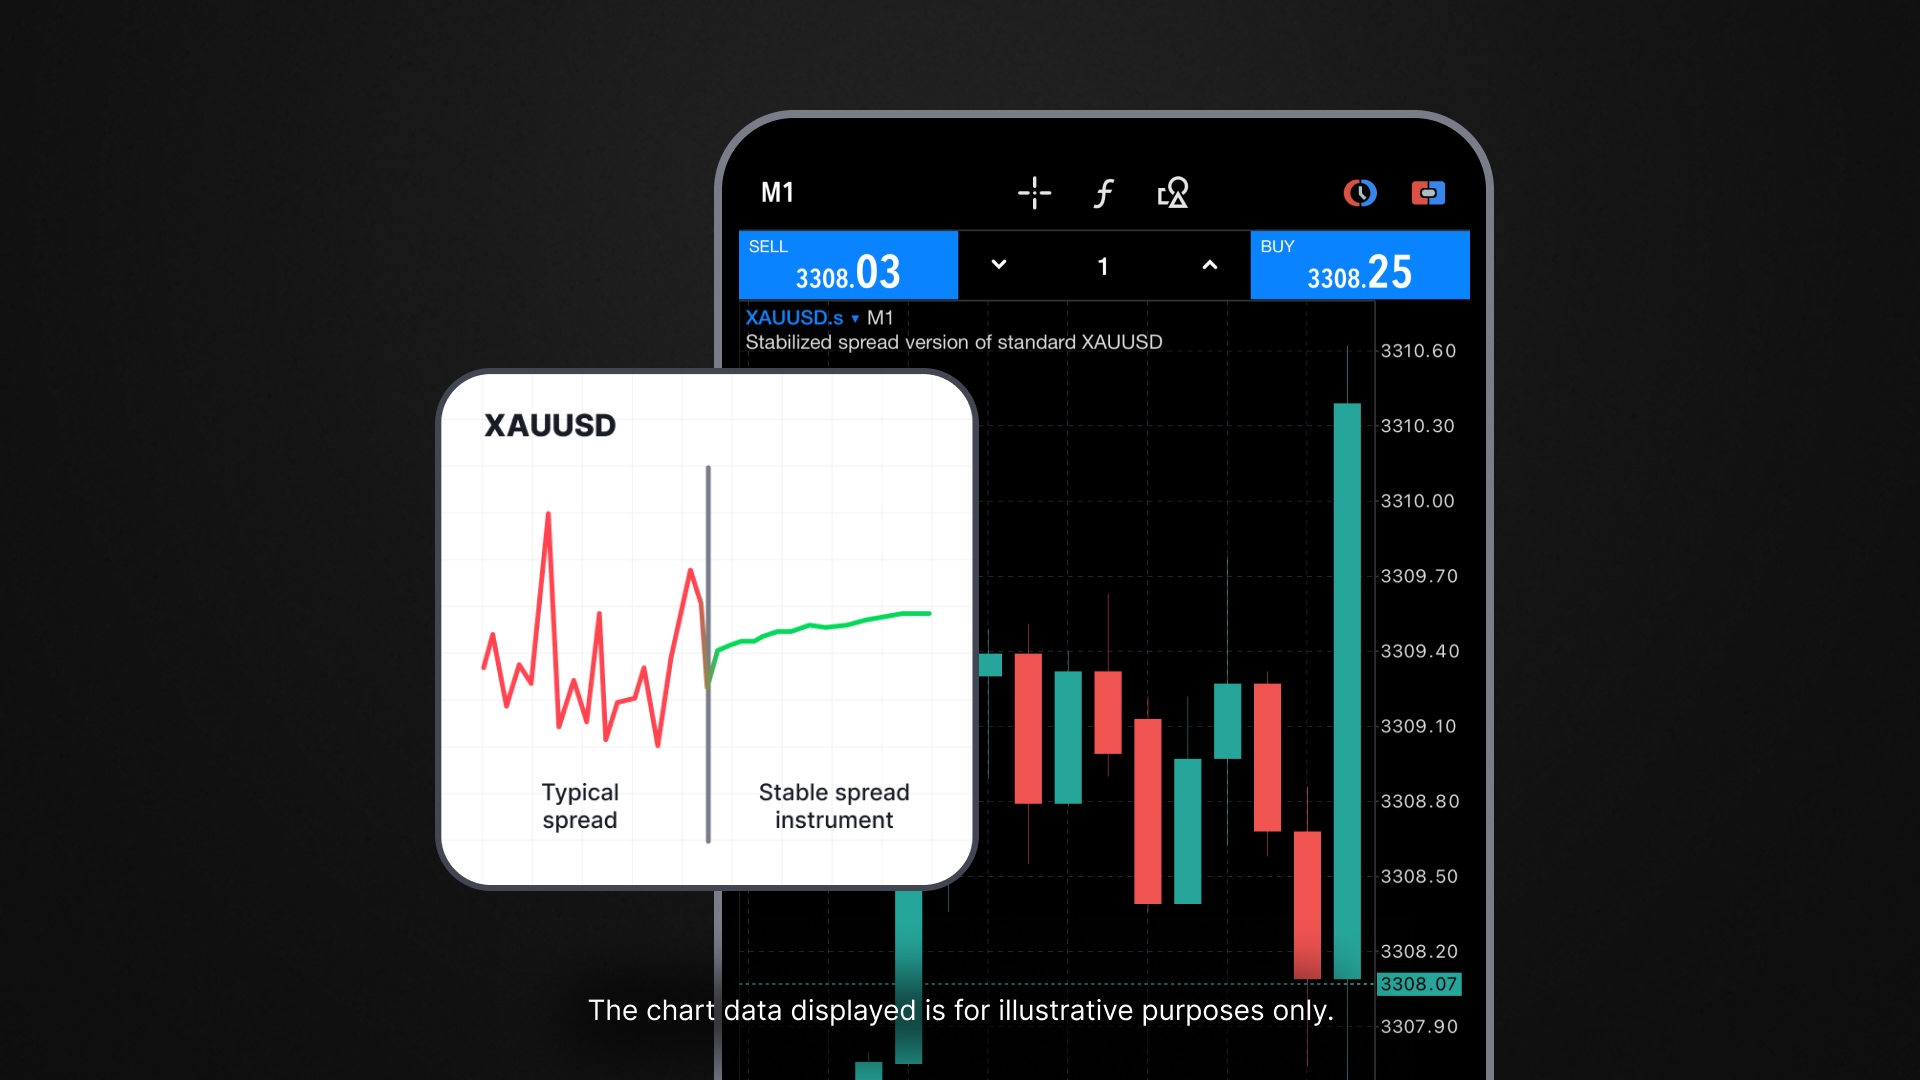 M1
SELL
3308.03
1
BUY
3308.25
XAUUSD.s ▾ M1
Stabilized spread version of standard XAUUSD
3310.60
3310.30
3310.00
3309.70
3309.40
3309.10
3308.80
3308.50
3308.20
3308.07
3307.90
XAUUSD
Typical
spread
Stable spread
instrument
The chart data displayed is for illustrative purposes only.